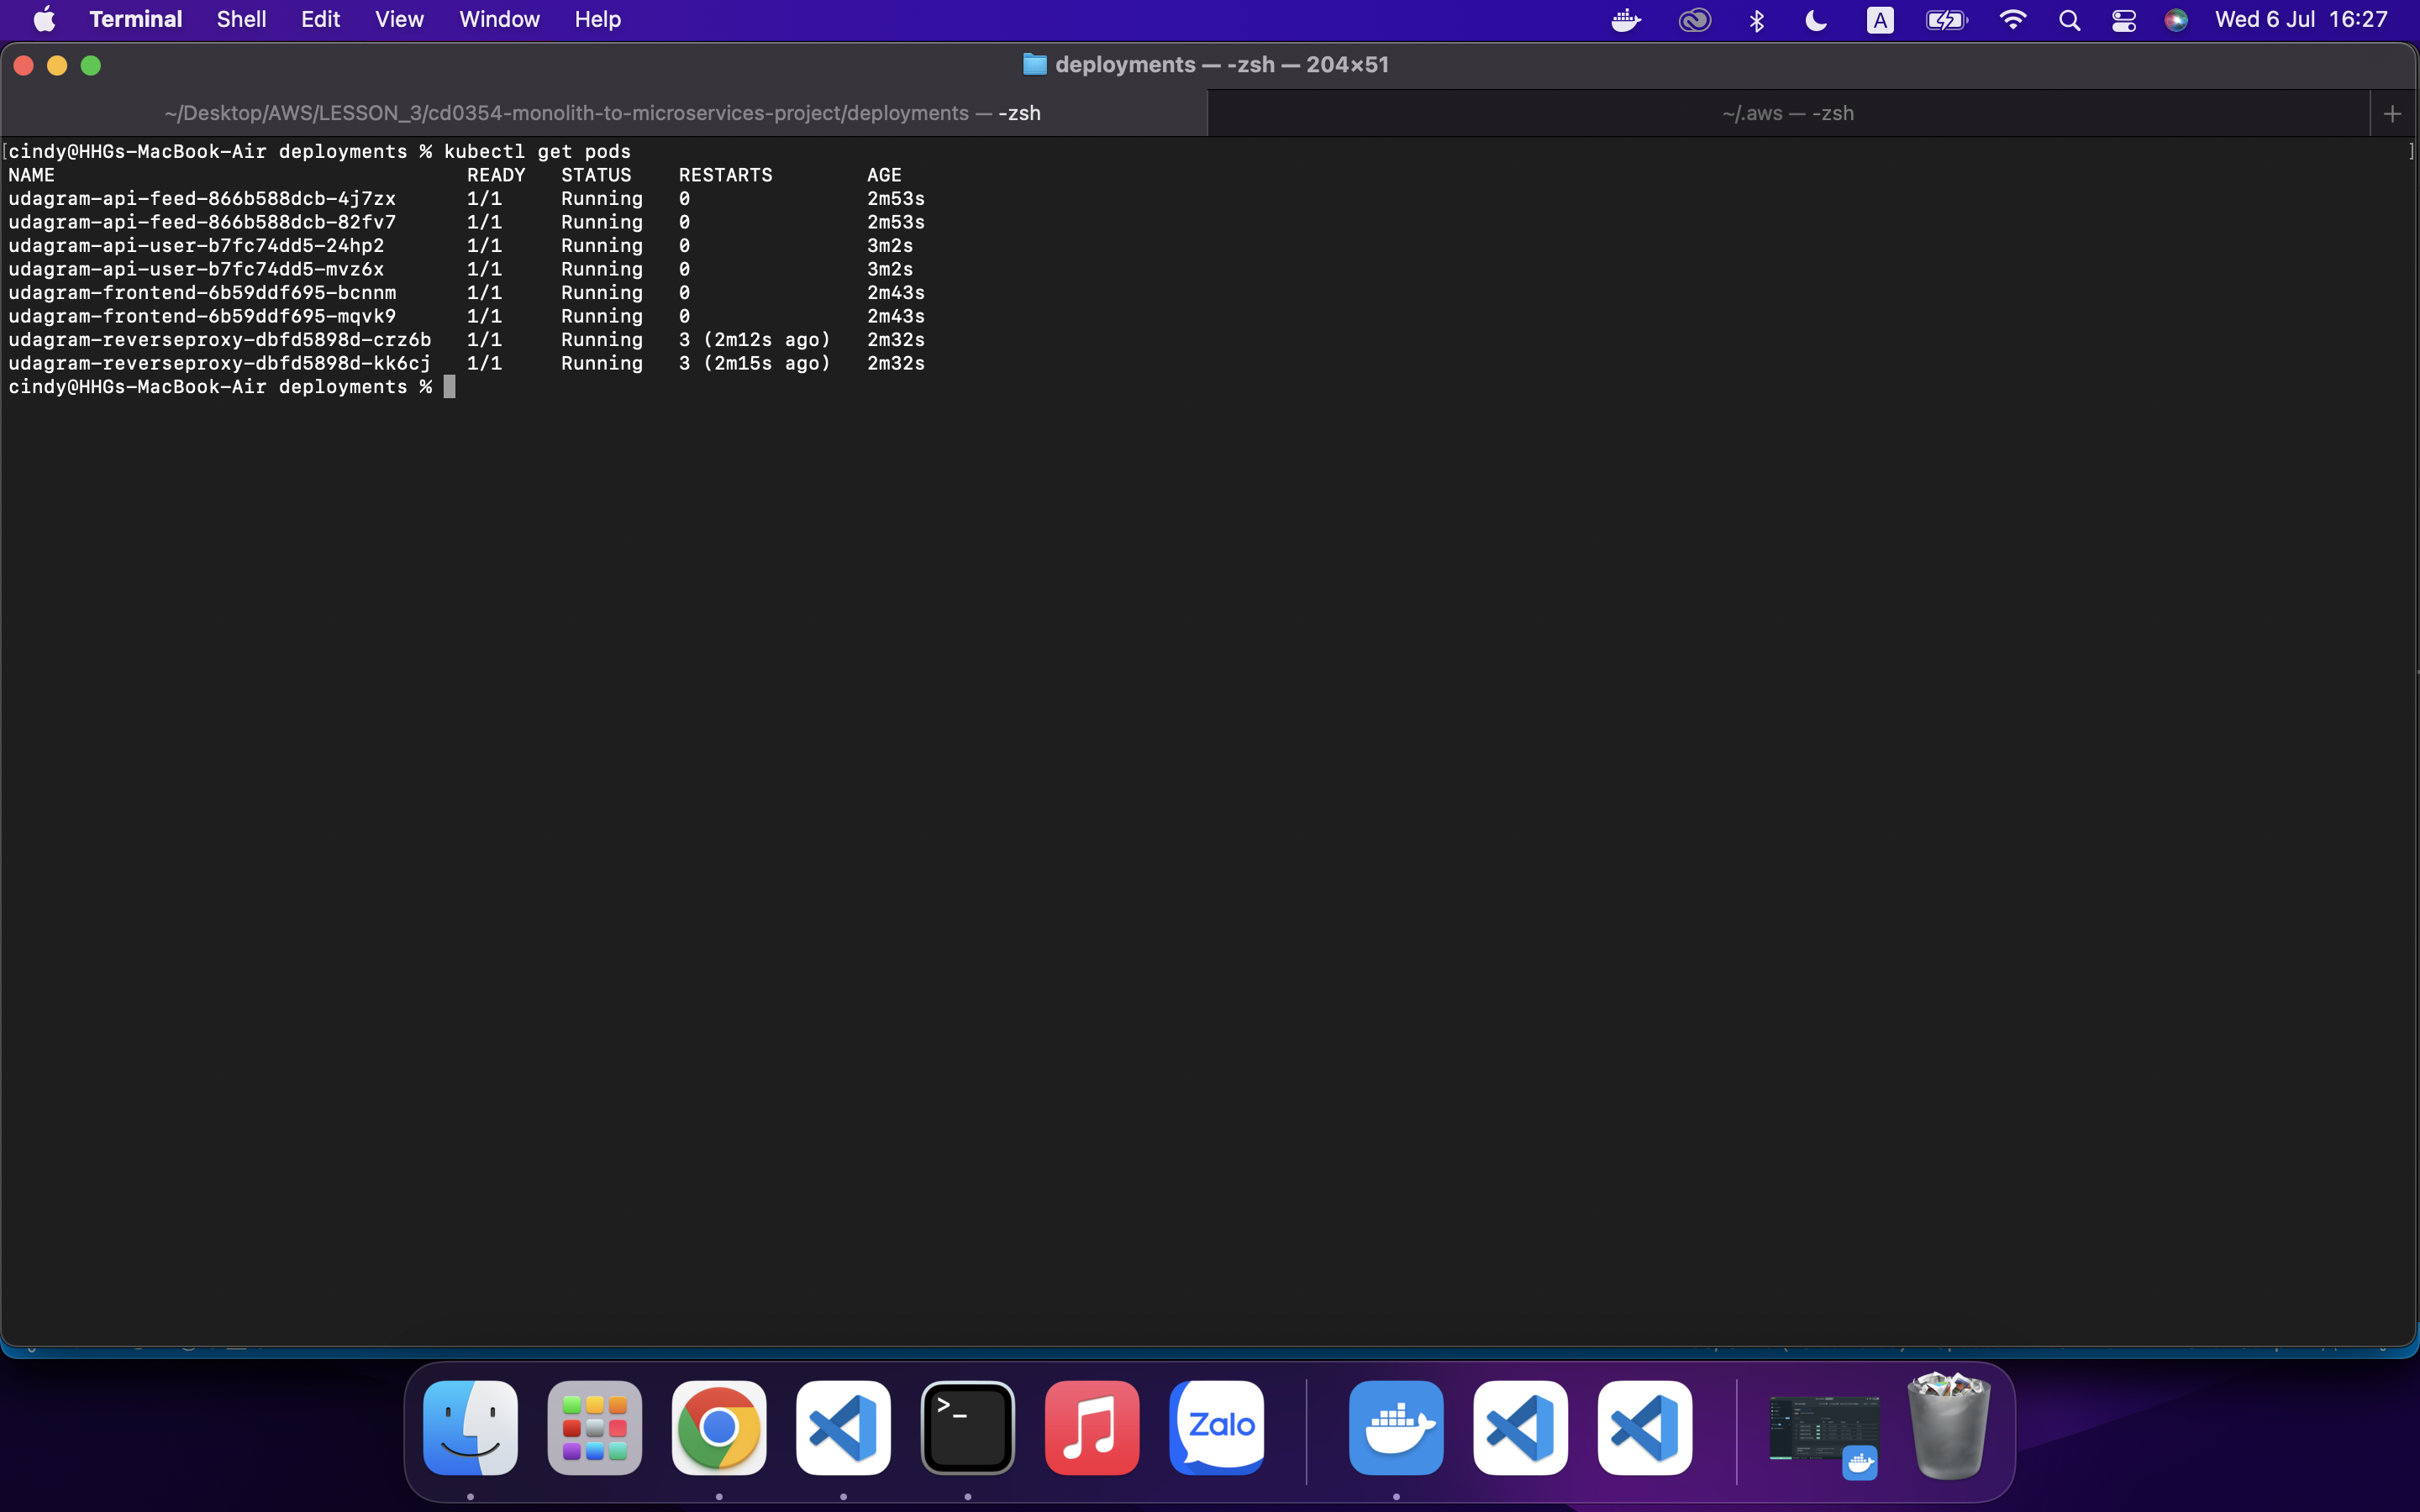 Terminal Shell Edit View Window Help A Wed 6 Jul 16:27
deployments — -zsh — 204×51
~/Desktop/AWS/LESSON_3/cd0354-monolith-to-microservices-project/deployments — -zsh ~/.aws — -zsh +
[cindy@HHGs-MacBook-Air deployments % kubectl get pods ]
NAME READY STATUS RESTARTS AGE
udagram-api-feed-866b588dcb-4j7zx 1/1 Running 0 2m53s
udagram-api-feed-866b588dcb-82fv7 1/1 Running 0 2m53s
udagram-api-user-b7fc74dd5-24hp2 1/1 Running 0 3m2s
udagram-api-user-b7fc74dd5-mvz6x 1/1 Running 0 3m2s
udagram-frontend-6b59ddf695-bcnnm 1/1 Running 0 2m43s
udagram-frontend-6b59ddf695-mqvk9 1/1 Running 0 2m43s
udagram-reverseproxy-dbfd5898d-crz6b 1/1 Running 3 (2m12s ago) 2m32s
udagram-reverseproxy-dbfd5898d-kk6cj 1/1 Running 3 (2m15s ago) 2m32s
cindy@HHGs-MacBook-Air deployments %
>_
Zalo